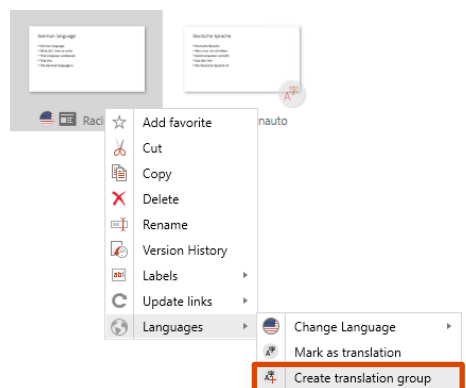 German language
Deutsche Sprache
Raci
nauto
Add favorite
Cut
Copy
Delete
Rename
Version History
abl
Labels
Update links
Languages
Change Language
Mark as translation
Create translation group